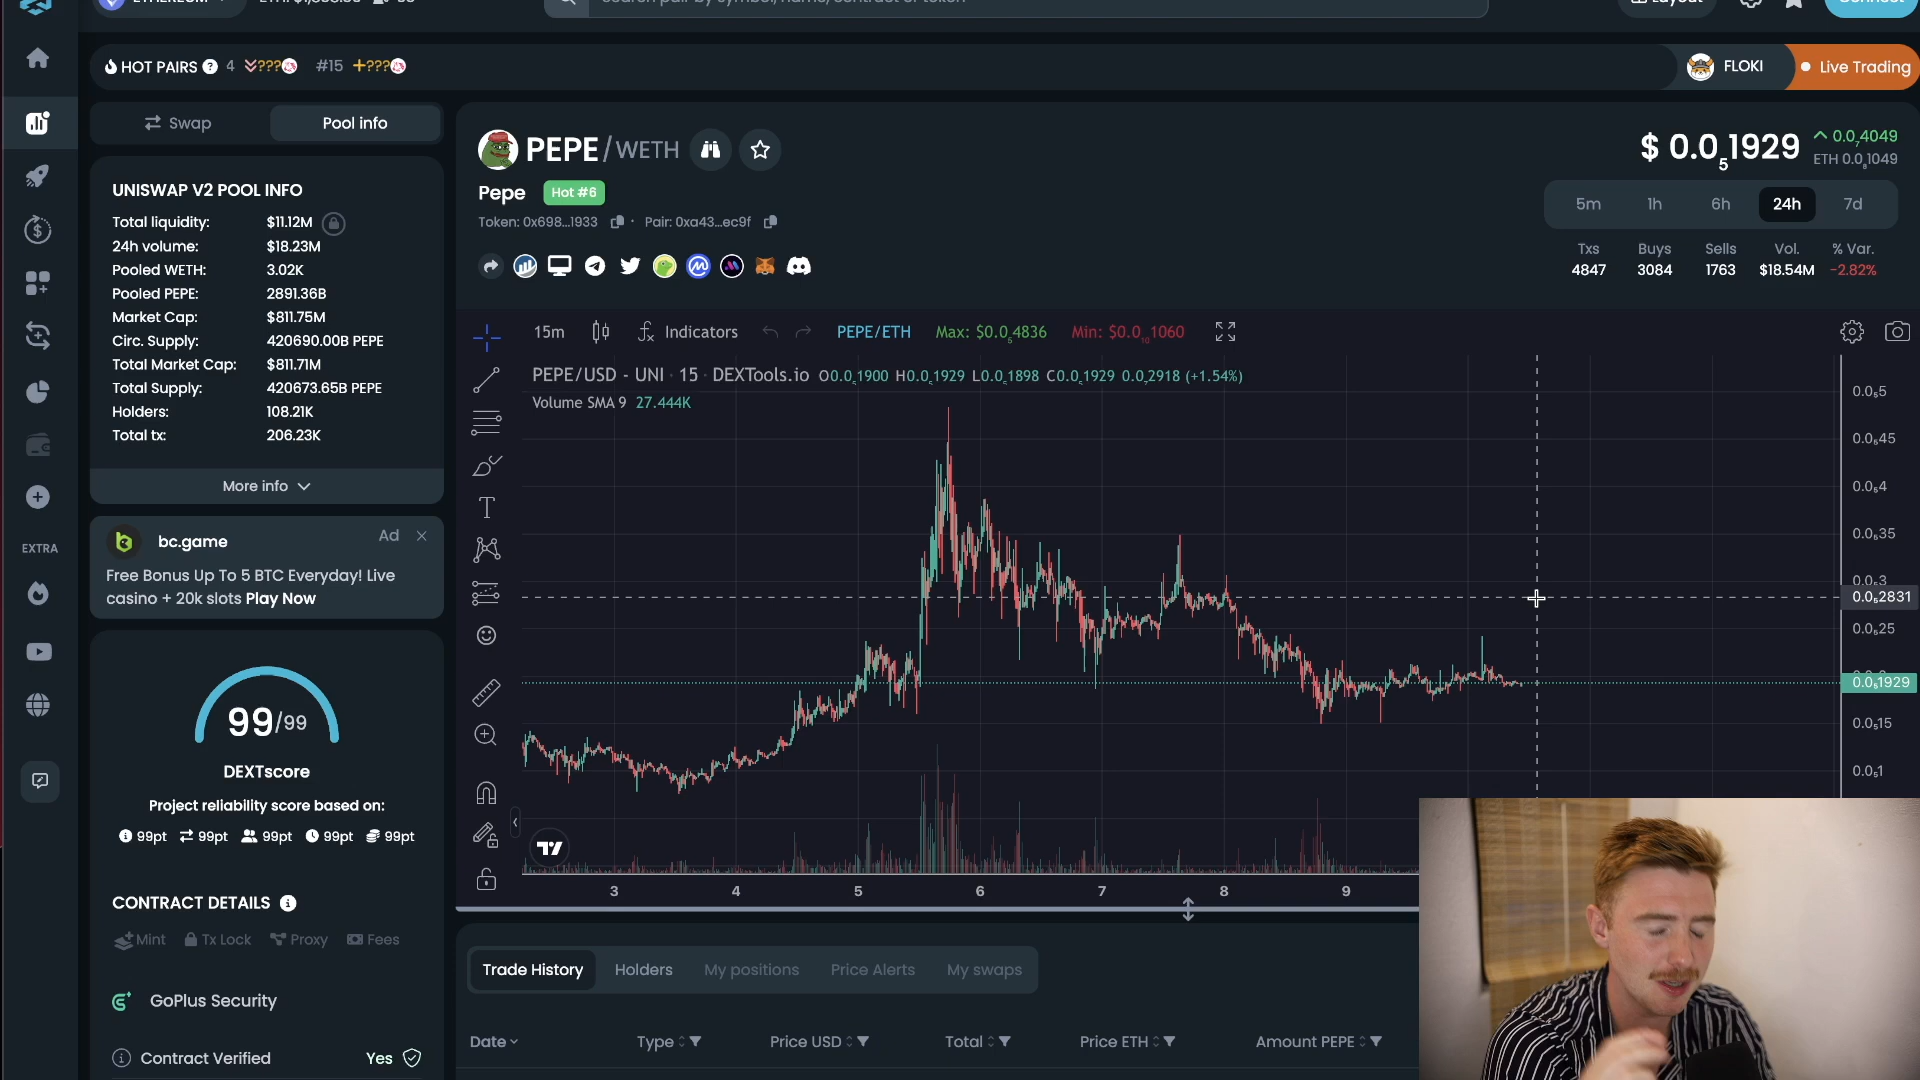 HOT PAIRS ? 4 ??? #15 +??? FLOKI Live Trading
Swap Pool info
UNISWAP V2 POOL INFO
Total liquidity: $11.12M
24h volume: $18.23M
Pooled WETH: 3.02K
Pooled PEPE: 2891.36B
Market Cap: $811.75M
Circ. Supply: 420690.00B PEPE
Total Market Cap: $811.71M
Total Supply: 420673.65B PEPE
Holders: 108.21K
Total tx: 206.23K
More info
bc.game Ad
Free Bonus Up To 5 BTC Everyday! Live
casino + 20k slots Play Now
EXTRA
99/99
DEXTscore
Project reliability score based on:
99pt 99pt 99pt 99pt 99pt
CONTRACT DETAILS
Mint Tx Lock Proxy Fees
GoPlus Security
Contract Verified Yes
PEPE/WETH
Pepe Hot #6
Token: 0x698...1933 · Pair: 0xa43...ec9f
$ 0.0₅1929 0.0₇4049
ETH 0.0₈1049
5m 1h 6h 24h 7d
Txs Buys Sells Vol. % Var.
4847 3084 1763 $18.54M -2.82%
15m Indicators PEPE/ETH Max: $0.0₅4836 Min: $0.0₁₀1060
PEPE/USD - UNI · 15 · DEXTools.io O0.0₅1900 H0.0₅1929 L0.0₅1898 C0.0₅1929 0.0₇2918 (+1.54%)
Volume SMA 9 27.444K
0.0₅5
0.0₅45
0.0₅4
0.0₅35
0.0₅3
0.0₅2831
0.0₅25
0.0₅1929
0.0₅15
0.0₅1
3 4 5 6 7 8 9
Trade History Holders My positions Price Alerts My swaps
Date Type Price USD Total Price ETH Amount PEPE